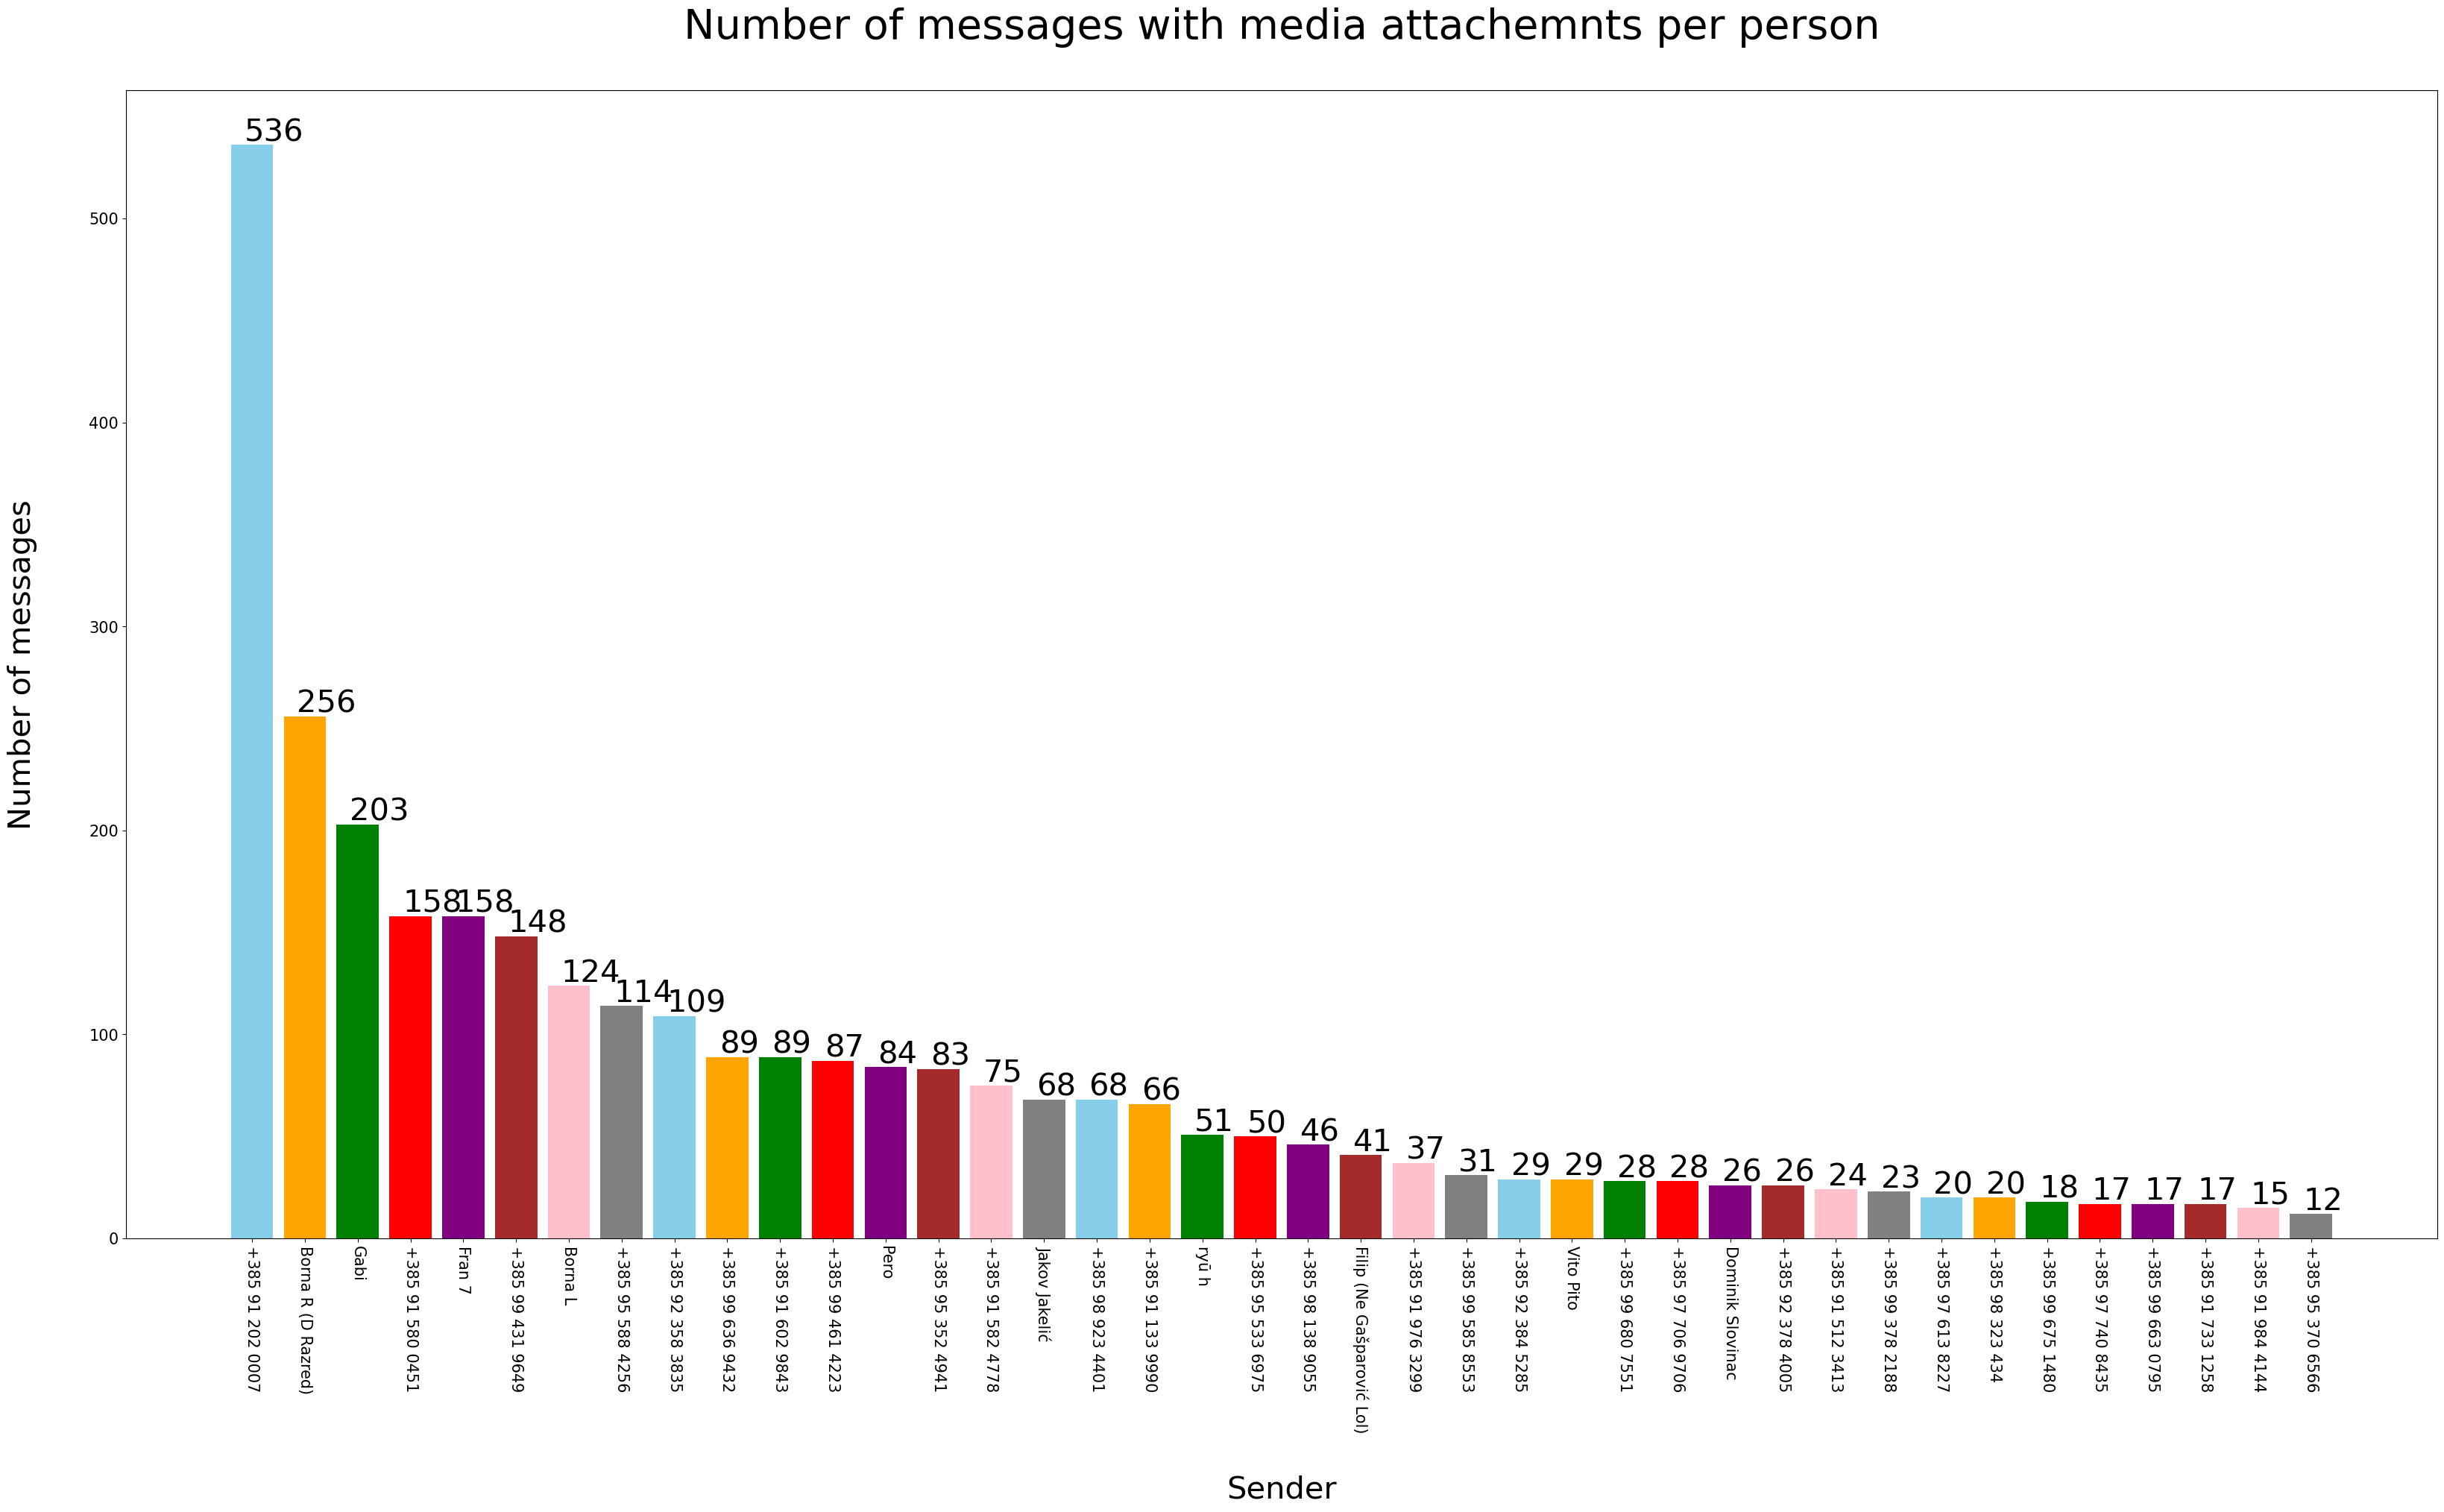 Number of messages with media attachemnts per person
Number of messages
500
400
300
200
100
0
536
256
203
158
158
148
124
114
109
89
89
87
84
83
75
68
68
66
51
50
46
41
37
31
29
29
28
28
26
26
24
23
20
20
18
17
17
17
15
12
+385 91 202 0007
Borna R (D Razred)
Gabi
+385 91 580 0451
Fran 7
+385 99 431 9649
Borna L
+385 95 588 4256
+385 92 358 3835
+385 99 636 9432
+385 91 602 9843
+385 99 461 4223
Pero
+385 95 352 4941
+385 91 582 4778
Jakov Jakelić
+385 98 923 4401
+385 91 133 9990
ryū h
+385 95 533 6975
+385 98 138 9055
Filip (Ne Gašparović Lol)
+385 91 976 3299
+385 99 585 8553
+385 92 384 5285
Vito Pito
+385 99 680 7551
+385 97 706 9706
Dominik Slovinac
+385 92 378 4005
+385 91 512 3413
+385 99 378 2188
+385 97 613 8227
+385 98 323 434
+385 99 675 1480
+385 97 740 8435
+385 99 663 0795
+385 91 733 1258
+385 91 984 4144
+385 95 370 6566
Sender